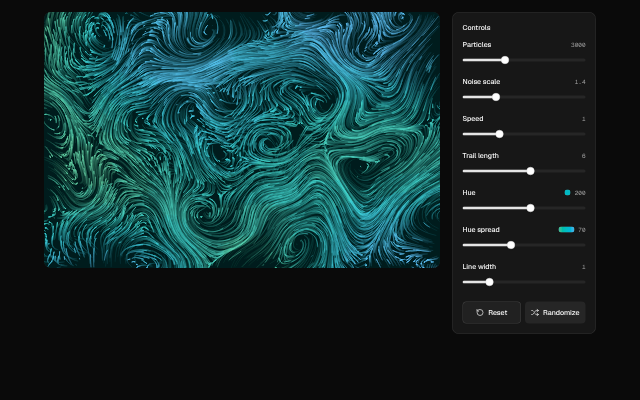 Controls
Particles 3800
Noise scale 1.4
Speed 1
Trail length 6
Hue 200
Hue spread 70
Line width 1
Reset Randomize